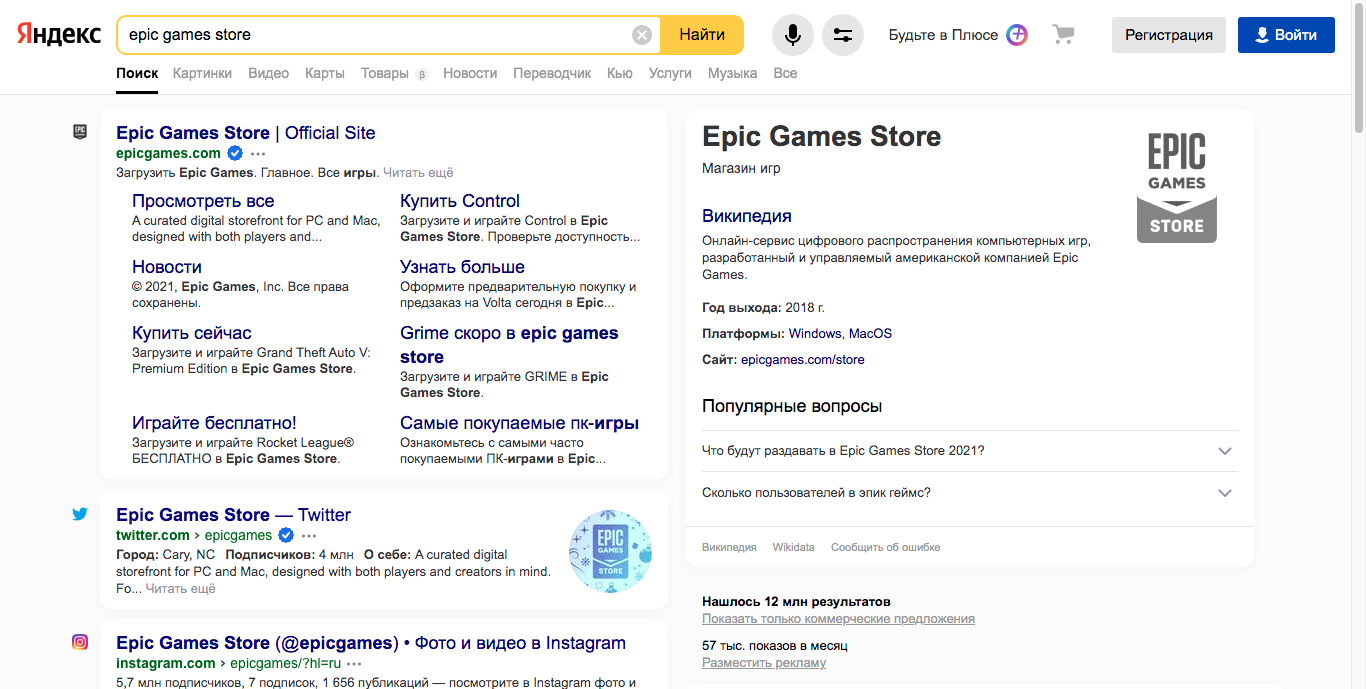 Яндекс
epic games store
Найти
Будьте в Плюсе
Регистрация
Войти
Поиск Картинки Видео Карты Товары β Новости Переводчик Кью Услуги Музыка Все
EPIC GAMES
Epic Games Store | Official Site
epicgames.com
Загрузить Epic Games. Главное. Все игры. Читать ещё
Просмотреть все
A curated digital storefront for PC and Mac,
designed with both players and...
Купить Control
Загрузите и играйте Control в Epic
Games Store. Проверьте доступность...
Новости
© 2021, Epic Games, Inc. Все права
сохранены.
Узнать больше
Оформите предварительную покупку и
предзаказ на Volta сегодня в Epic...
Купить сейчас
Загрузите и играйте Grand Theft Auto V:
Premium Edition в Epic Games Store.
Grime скоро в epic games
store
Загрузите и играйте GRIME в Epic
Games Store.
Играйте бесплатно!
Загрузите и играйте Rocket League®
БЕСПЛАТНО в Epic Games Store.
Самые покупаемые пк-игры
Ознакомьтесь с самыми часто
покупаемыми ПК-играми в Epic...
Epic Games Store — Twitter
twitter.com › epicgames
Город: Cary, NC Подписчиков: 4 млн О себе: A curated digital
storefront for PC and Mac, designed with both players and creators in mind.
Fo... Читать ещё
EPIC
GAMES
STORE
Epic Games Store (@epicgames) • Фото и видео в Instagram
instagram.com › epicgames/?hl=ru
5,7 млн подписчиков, 7 подписок, 1 656 публикаций — посмотрите в Instagram фото и
Epic Games Store
Магазин игр
EPIC
GAMES
STORE
Википедия
Онлайн-сервис цифрового распространения компьютерных игр,
разработанный и управляемый американской компанией Epic
Games.
Год выхода: 2018 г.
Платформы: Windows, MacOS
Сайт: epicgames.com/store
Популярные вопросы
Что будут раздавать в Epic Games Store 2021?
Сколько пользователей в эпик геймс?
Википедия Wikidata Сообщить об ошибке
Нашлось 12 млн результатов
Показать только коммерческие предложения
57 тыс. показов в месяц
Разместить рекламу